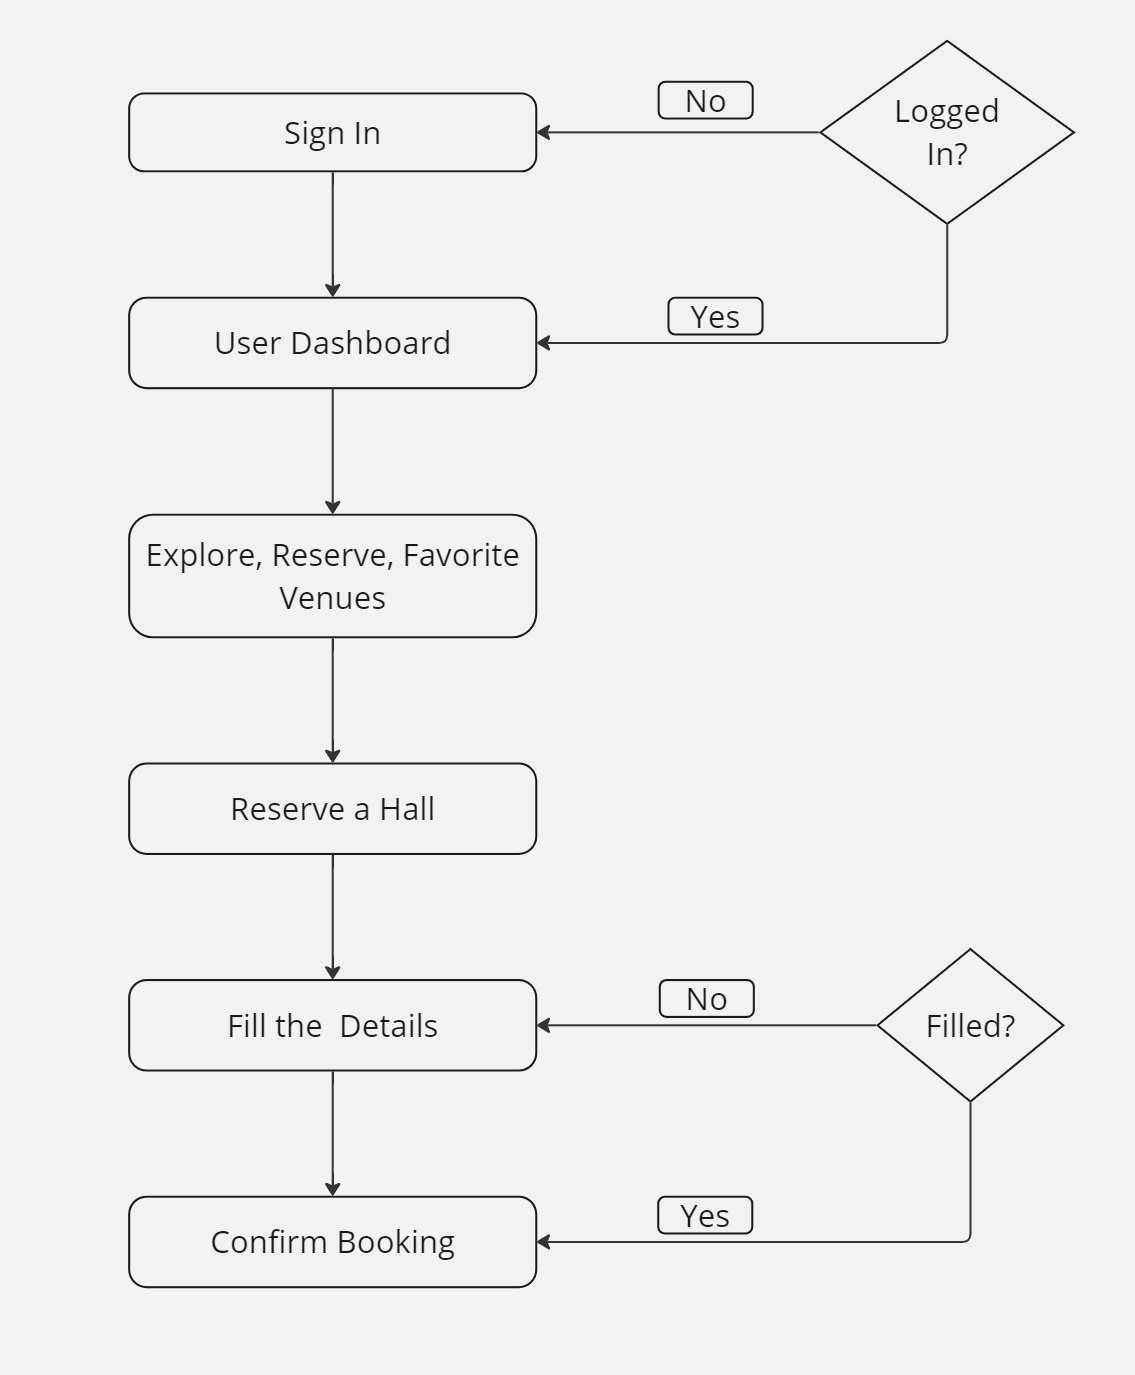 No
Logged
In?
Sign In
Yes
User Dashboard
Explore, Reserve, Favorite
Venues
Reserve a Hall
No
Fill the  Details
Filled?
Yes
Confirm Booking